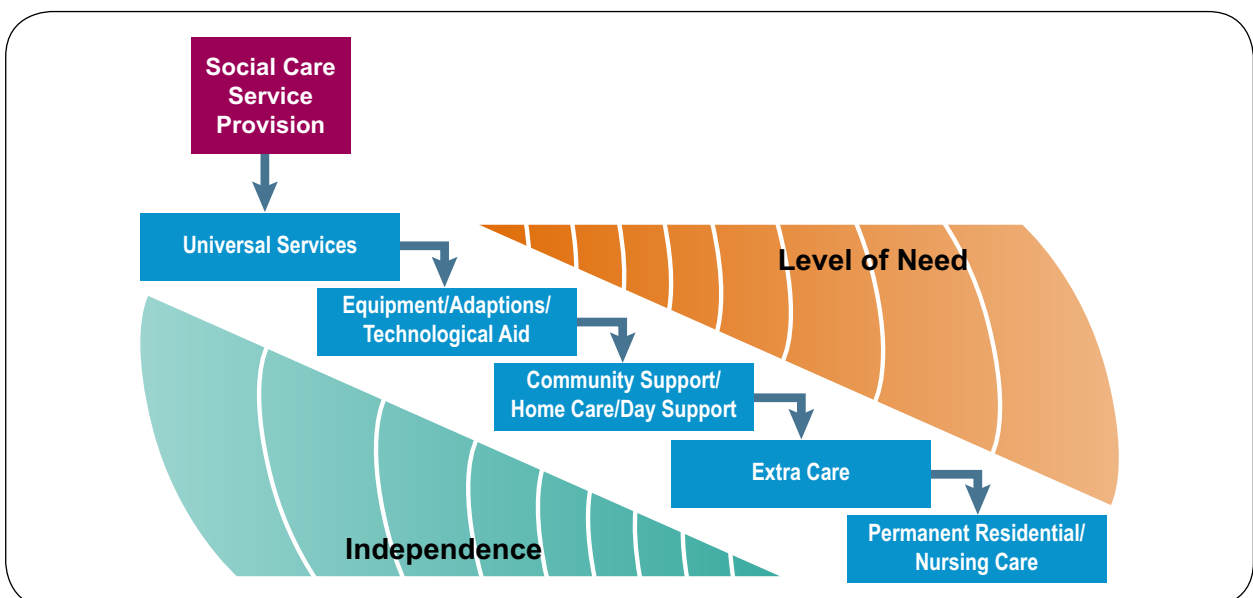 Social Care
Service
Provision
Universal Services
Level of Need
Equipment/Adaptions/
Technological Aid
Community Support/
Home Care/Day Support
Extra Care
Independence
Permanent Residential/
Nursing Care